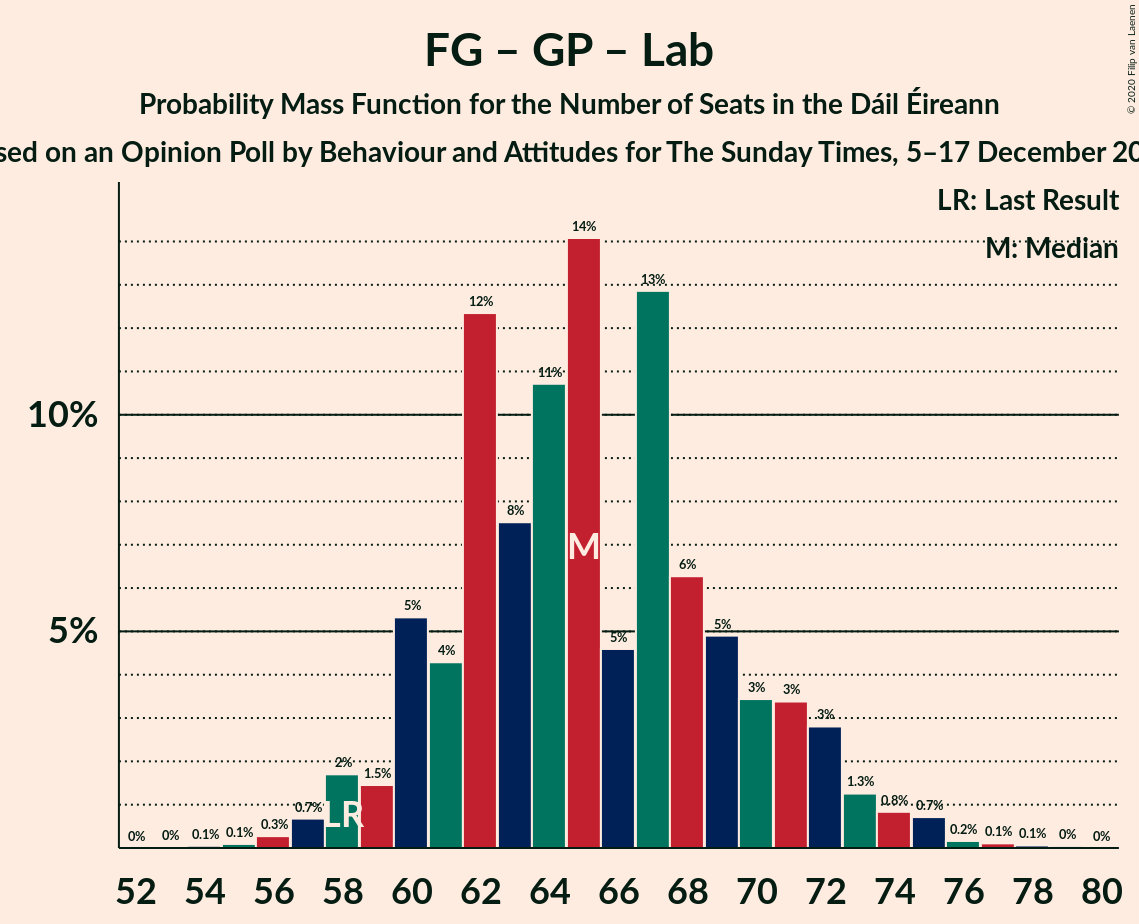 FG – GP – Lab
Probability Mass Function for the Number of Seats in the Dáil Éireann
sed on an Opinion Poll by Behaviour and Attitudes for The Sunday Times, 5–17 December 20
© 2020 Filip van Laenen
LR: Last Result
M: Median
10%
5%
0% 0% 0.1% 0.1% 0.3% 0.7% 2% 1.5% 5% 4% 12% 8% 11% 14% 5% 13% 6% 5% 3% 3% 3% 1.3% 0.8% 0.7% 0.2% 0.1% 0.1% 0% 0%
LR
M
52 54 56 58 60 62 64 66 68 70 72 74 76 78 80